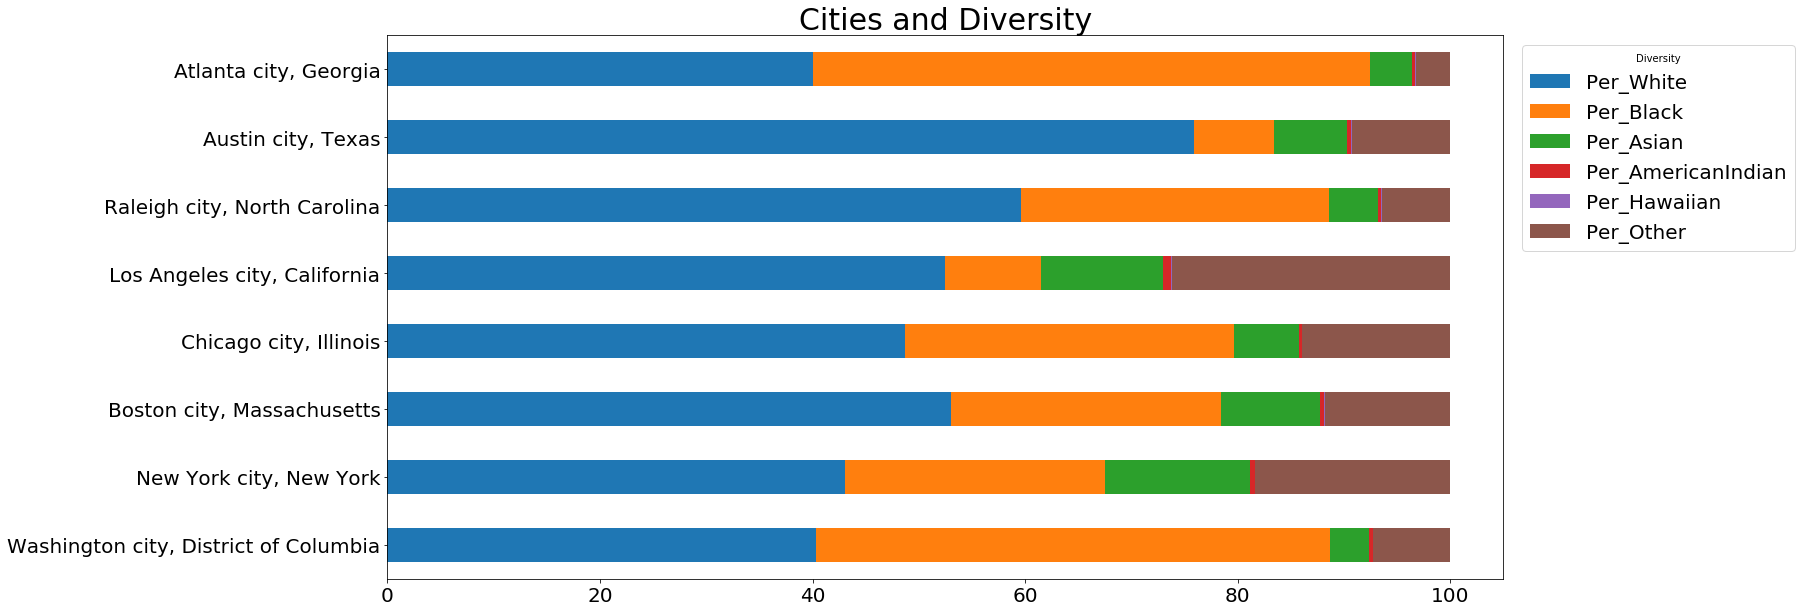 Cities and Diversity
Atlanta city, Georgia
Austin city, Texas
Raleigh city, North Carolina
Los Angeles city, California
Chicago city, Illinois
Boston city, Massachusetts
New York city, New York
Washington city, District of Columbia
0 20 40 60 80 100
Diversity
Per_White
Per_Black
Per_Asian
Per_AmericanIndian
Per_Hawaiian
Per_Other